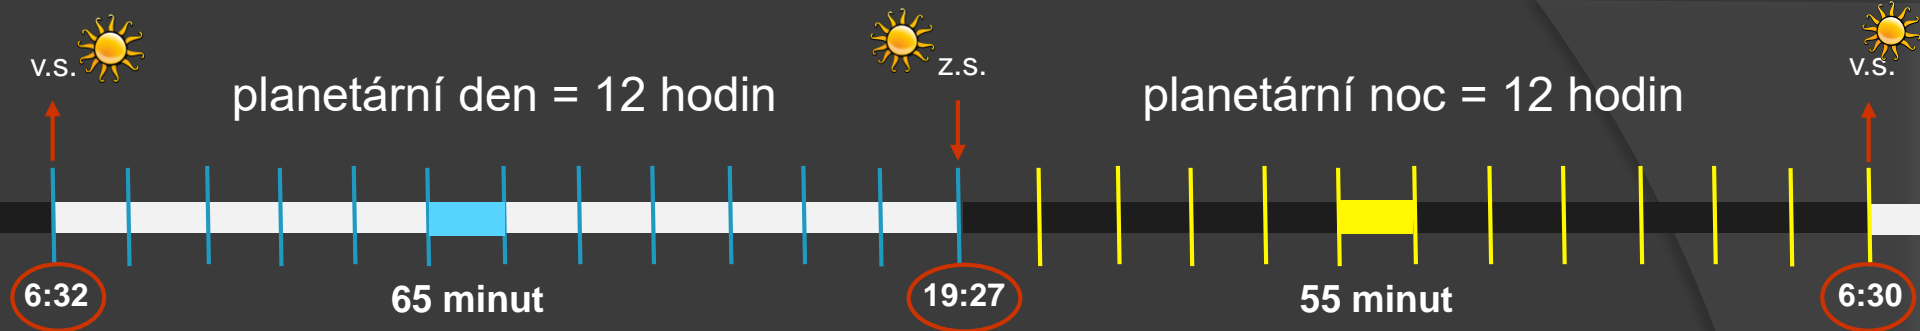 v.s.
z.s.
v.s.
planetární den = 12 hodin
planetární noc = 12 hodin
6:32
65 minut
19:27
55 minut
6:30